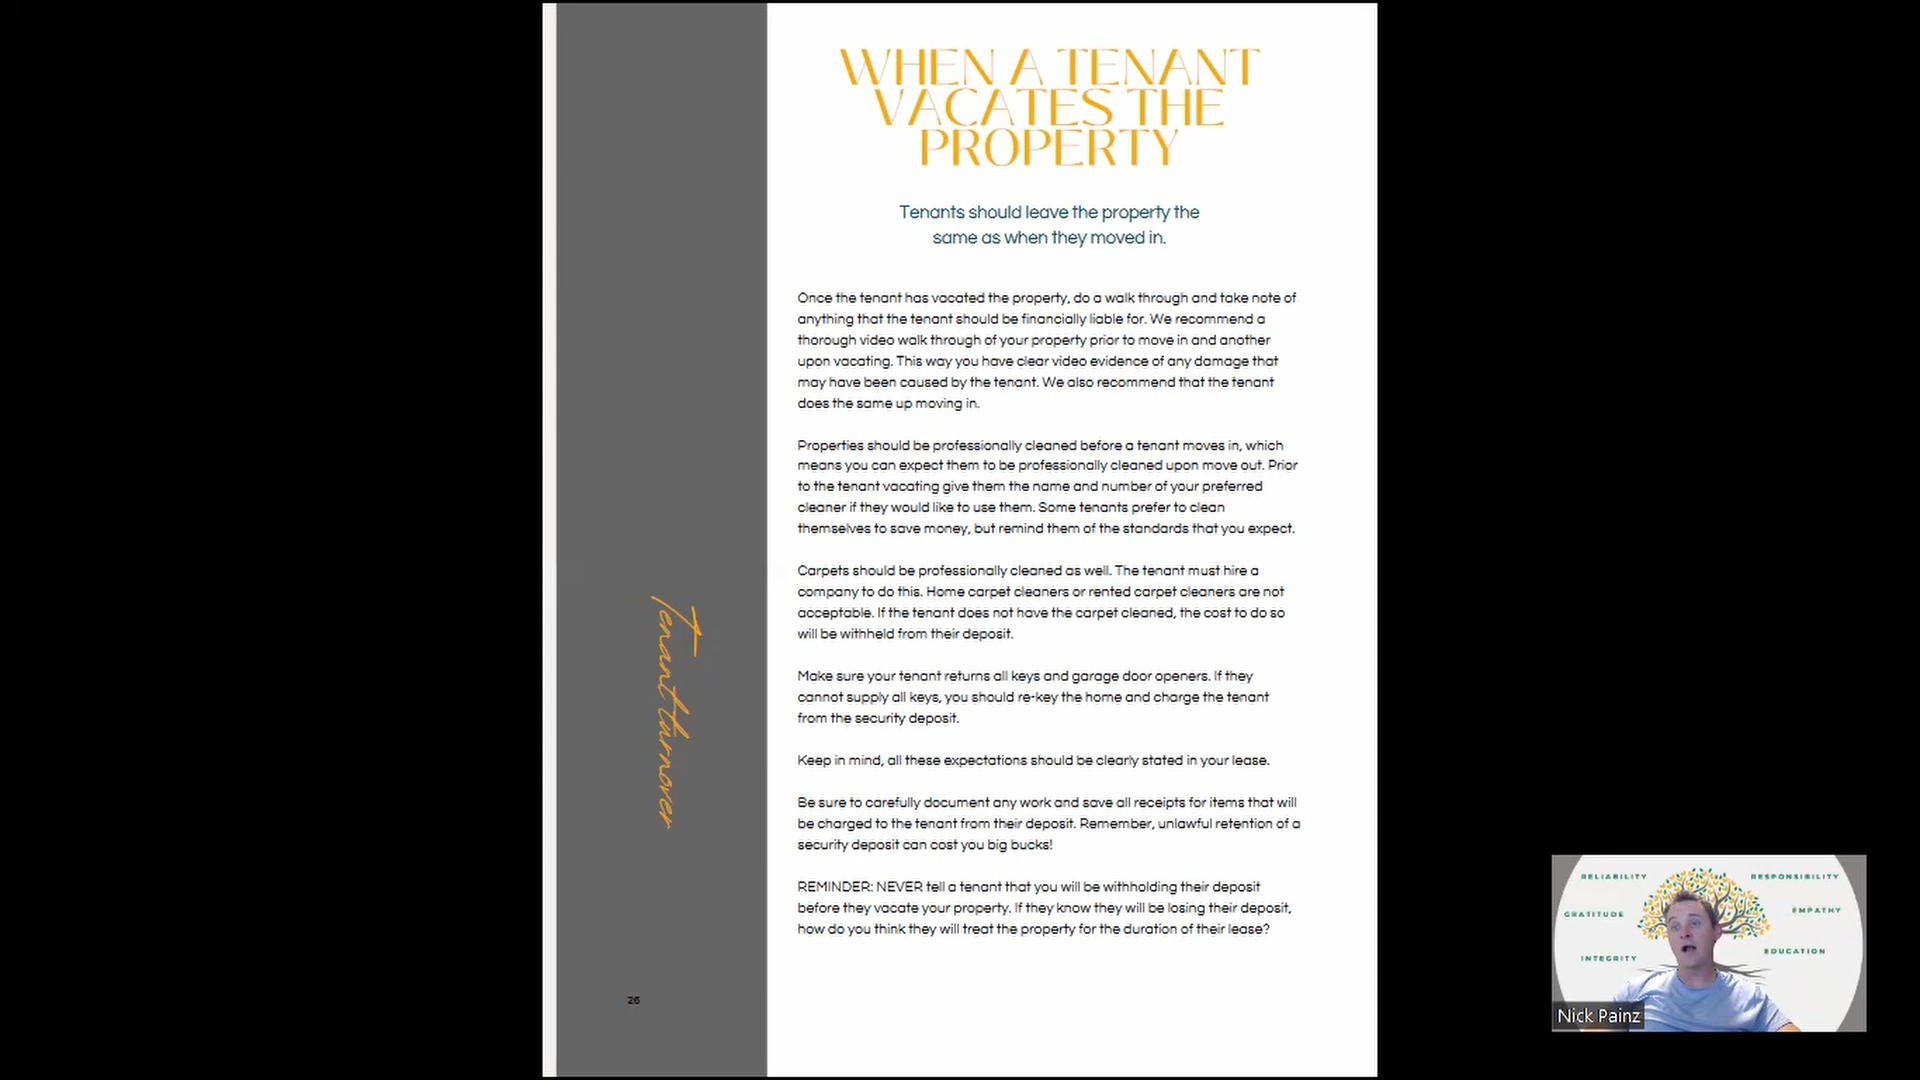 WHEN A TENANT
VACATES THE
PROPERTY
Tenants should leave the property the
same as when they moved in.
Once the tenant has vacated the property, do a walk through and take note of
anything that the tenant should be financially liable for. We recommend a
thorough video walk through of your property prior to move in and another
upon vacating. This way you have clear video evidence of any damage that
may have been caused by the tenant. We also recommend that the tenant
does the same up moving in.
Properties should be professionally cleaned before a tenant moves in, which
means you can expect them to be professionally cleaned upon move out. Prior
to the tenant vacating give them the name and number of your preferred
cleaner if they would like to use them. Some tenants prefer to clean
themselves to save money, but remind them of the standards that you expect.
Carpets should be professionally cleaned as well. The tenant must hire a
company to do this. Home carpet cleaners or rented carpet cleaners are not
acceptable. If the tenant does not have the carpet cleaned, the cost to do so
will be withheld from their deposit.
Make sure your tenant returns all keys and garage door openers. If they
cannot supply all keys, you should re-key the home and charge the tenant
from the security deposit.
Keep in mind, all these expectations should be clearly stated in your lease.
Be sure to carefully document any work and save all receipts for items that will
be charged to the tenant from their deposit. Remember, unlawful retention of a
security deposit can cost you big bucks!
REMINDER: NEVER tell a tenant that you will be withholding their deposit
before they vacate your property. If they know they will be losing their deposit,
how do you think they will treat the property for the duration of their lease?
Tenant turnover
26
RELIABILITY
RESPONSIBILITY
GRATITUDE
EMPATHY
INTEGRITY
EDUCATION
Nick Painz